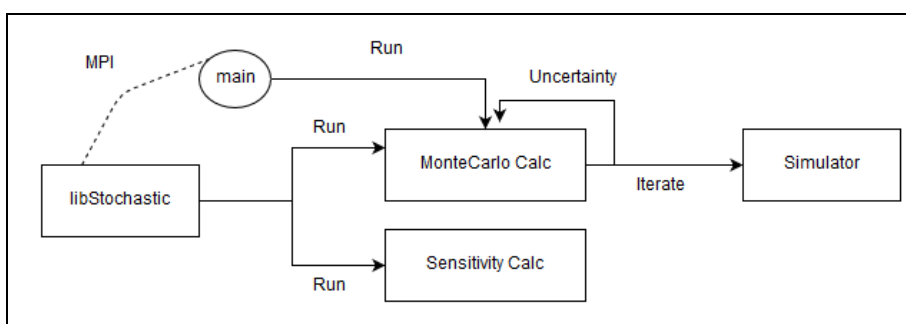 Run
MPI
main
Uncertainty
Run
MonteCarlo Calc
Simulator
Iterate
libStochastic
Sensitivity Calc
Run